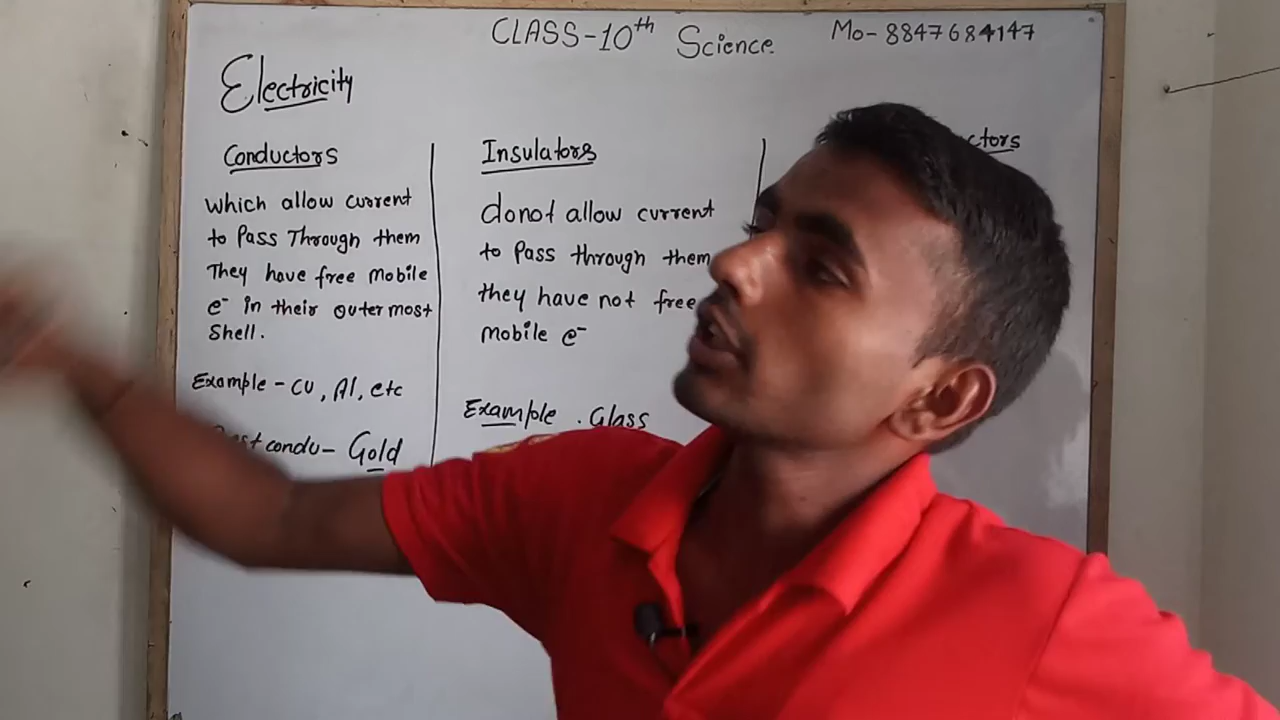 CLASS-10th Science
Mo- 8847684147
Electricity
Conductors
which allow current
to Pass Through them
They have free mobile
e- in their outermost
Shell.
Example - CU, Al, etc
condu- Gold
Insulators
donot allow current
to Pass through them
they have not free
mobile e-
Example . Glass
ctors